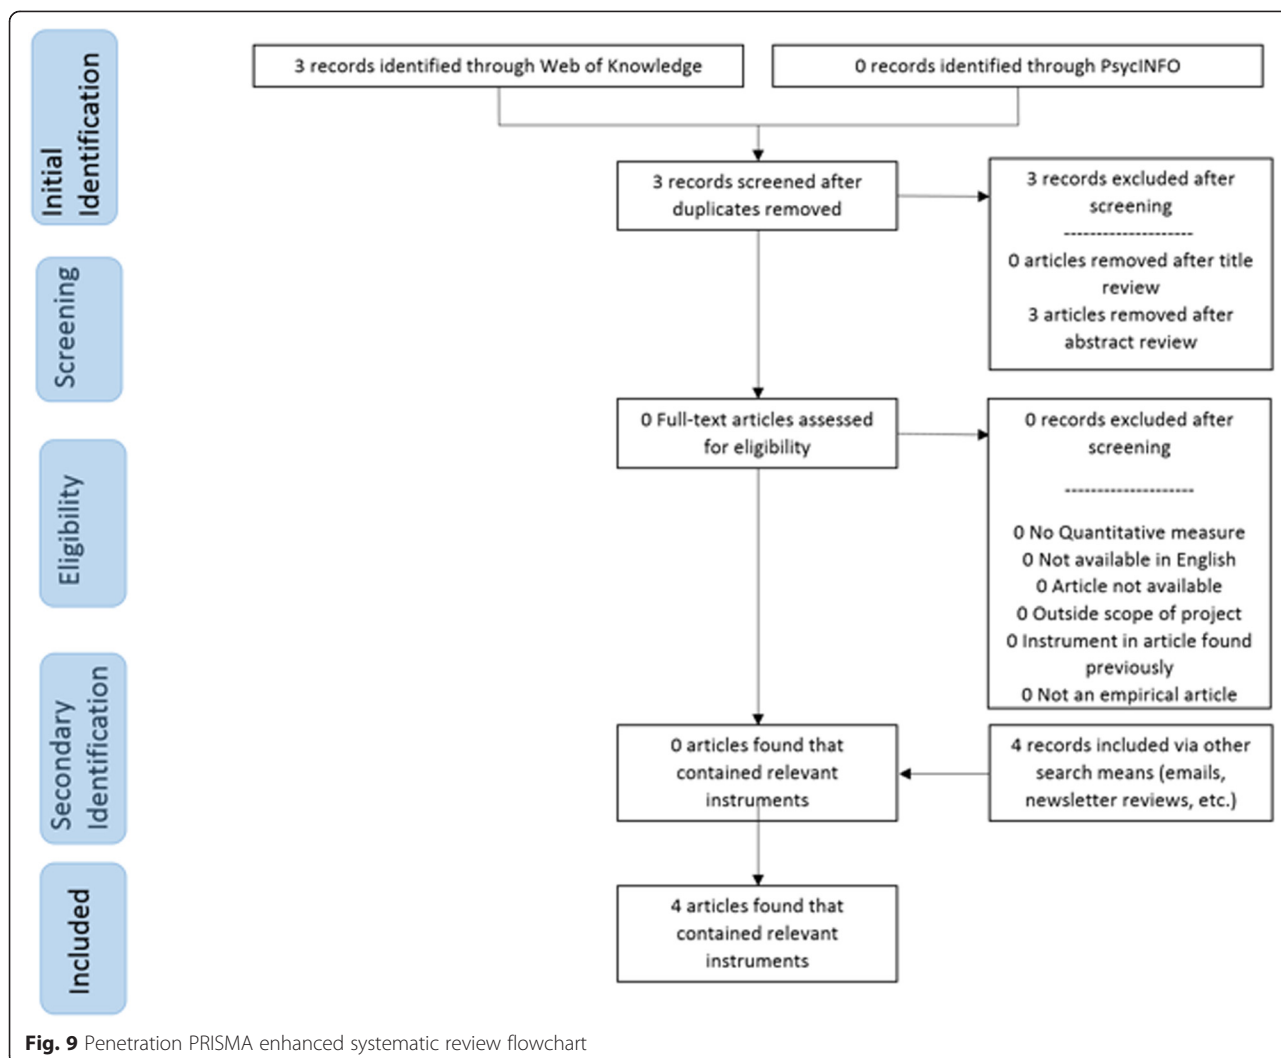 Initial
Identification
3 records identified through Web of Knowledge
0 records identified through PsycINFO
3 records screened after
duplicates removed
3 records excluded after
screening
--------------------
0 articles removed after title
review
3 articles removed after
abstract review
Screening
0 Full-text articles assessed
for eligibility
0 records excluded after
screening
--------------------
0 No Quantitative measure
0 Not available in English
0 Article not available
0 Outside scope of project
0 Instrument in article found
previously
0 Not an empirical article
Eligibility
Secondary
Identification
0 articles found that
contained relevant
instruments
4 records included via other
search means (emails,
newsletter reviews, etc.)
Included
4 articles found that
contained relevant
instruments
Fig. 9 Penetration PRISMA enhanced systematic review flowchart